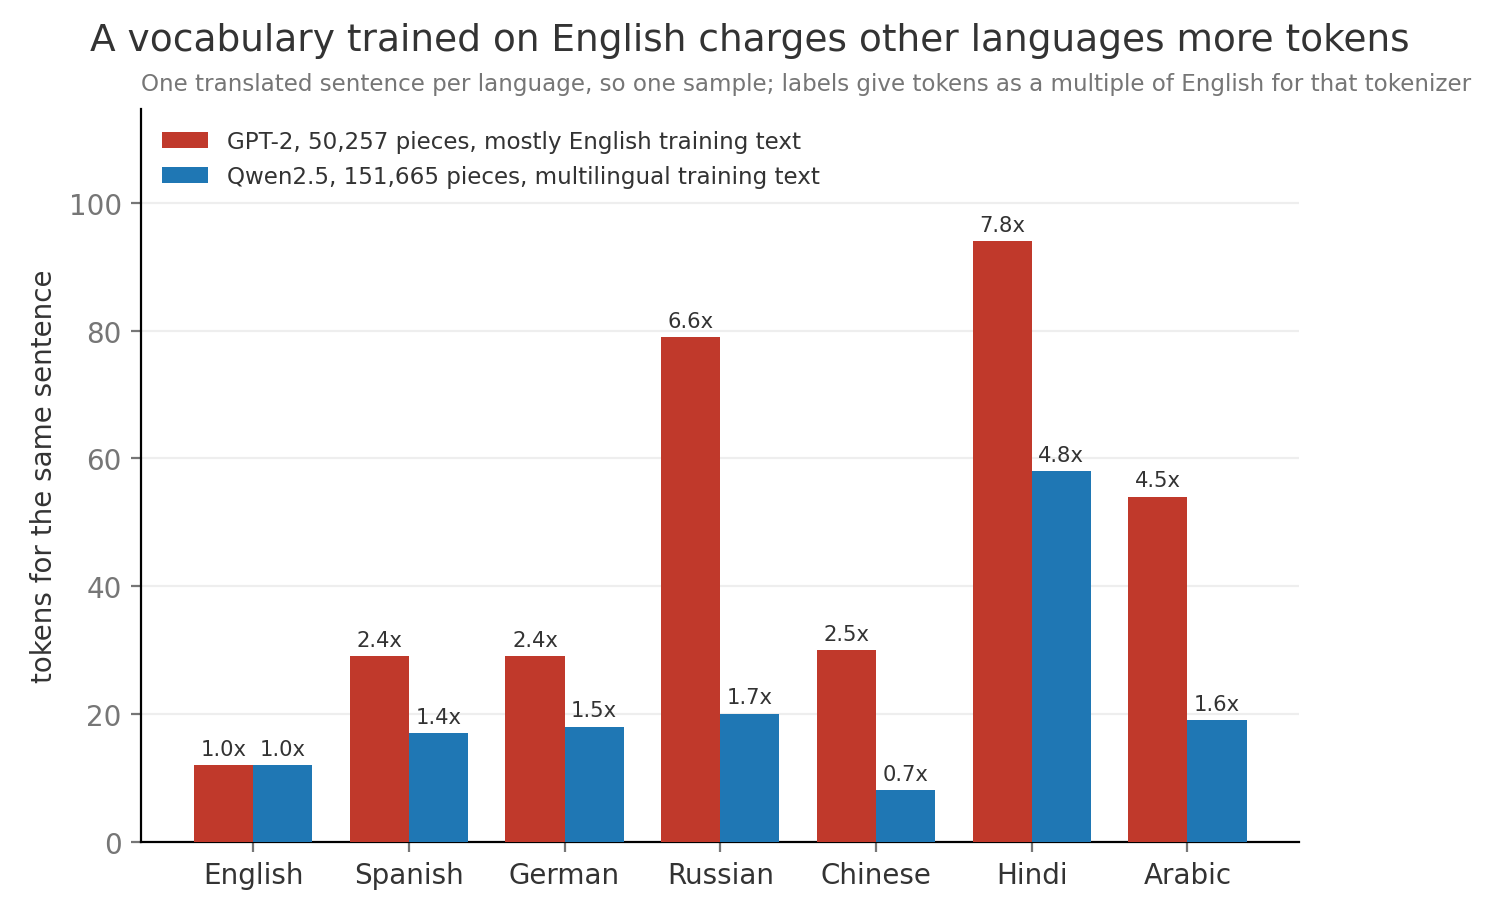 A vocabulary trained on English charges other languages more tokens
One translated sentence per language, so one sample; labels give tokens as a multiple of English for that tokenizer
GPT-2, 50,257 pieces, mostly English training text
Qwen2.5, 151,665 pieces, multilingual training text
tokens for the same sentence
100
80
60
40
20
0
1.0x 1.0x
2.4x 1.4x
2.4x 1.5x
6.6x 1.7x
2.5x 0.7x
7.8x 4.8x
4.5x 1.6x
English Spanish German Russian Chinese Hindi Arabic